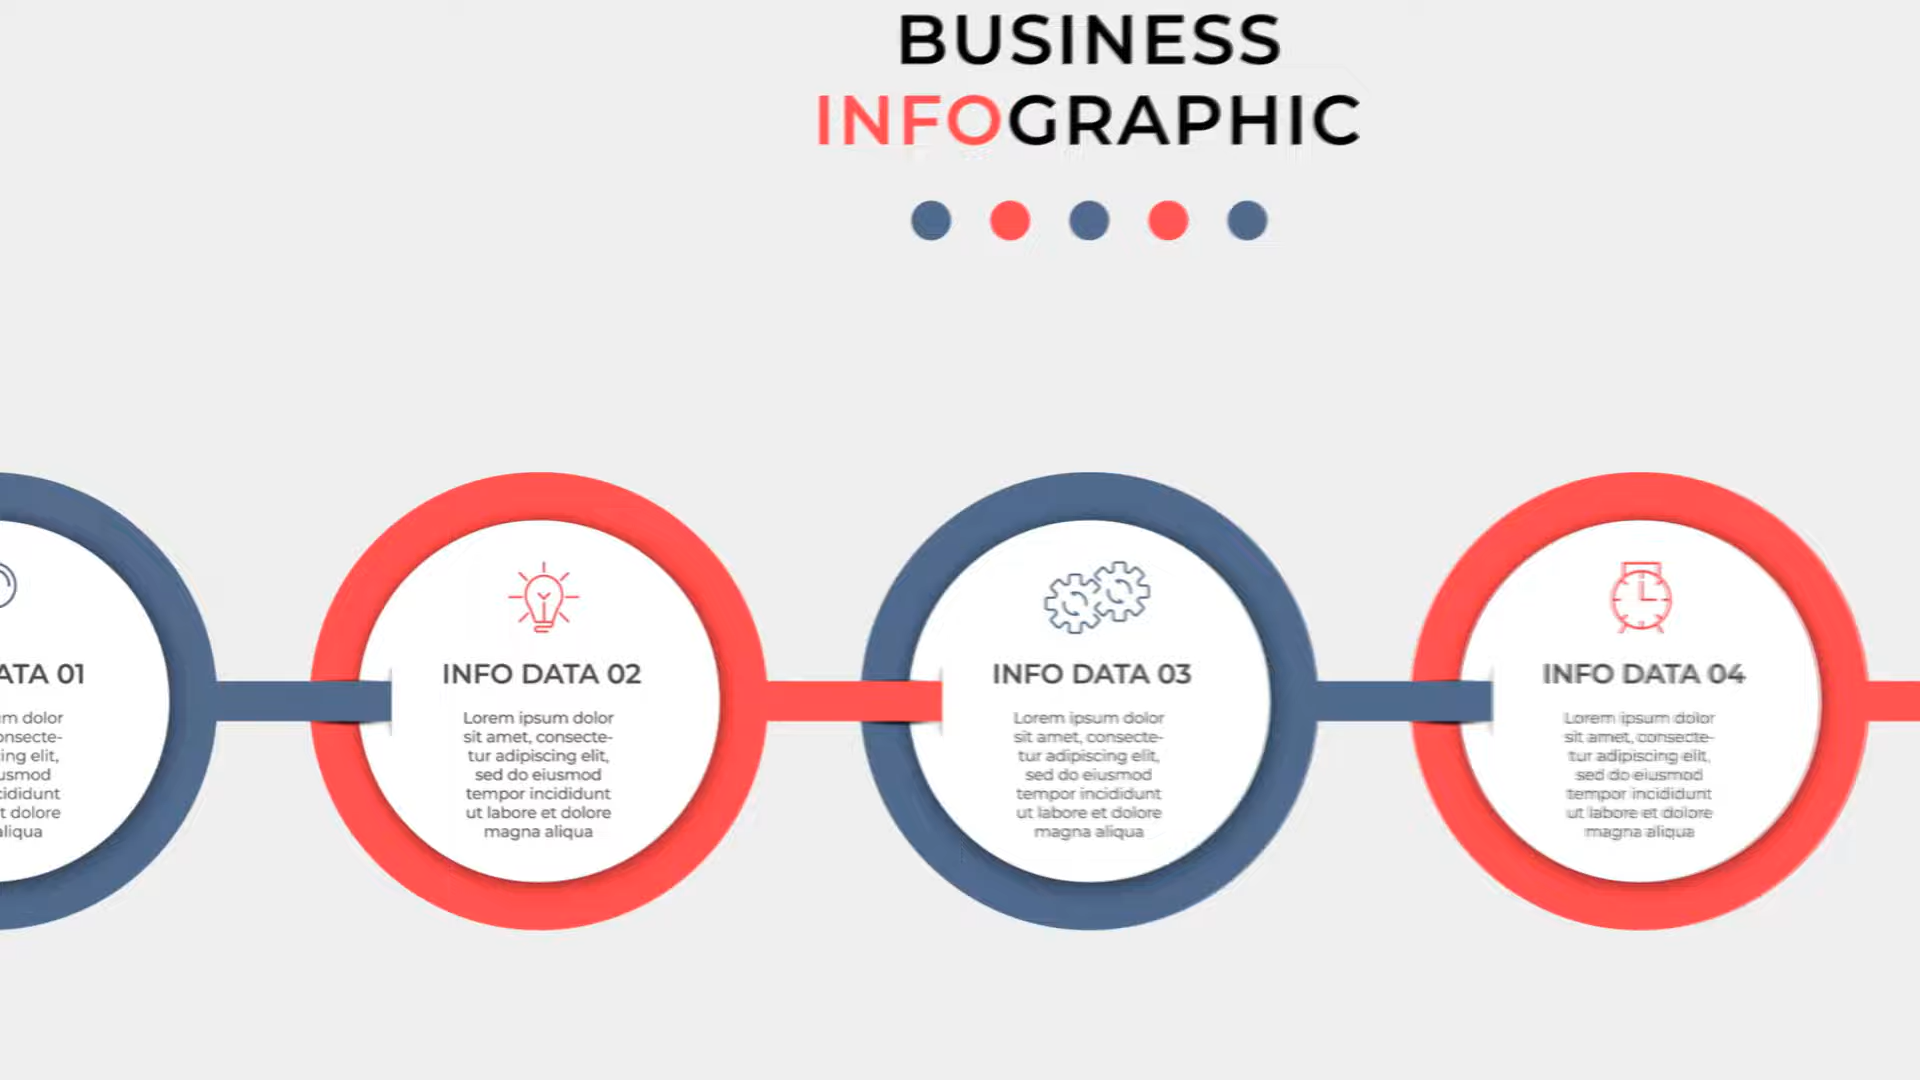 BUSINESS
INFOGRAPHIC
ATA 01
m dolor
onsecte-
ing elit,
usmod
cididunt
t dolore
aliqua
INFO DATA 02
Lorem ipsum dolor
sit amet, consecte-
tur adipiscing elit,
sed do eiusmod
tempor incididunt
ut labore et dolore
magna aliqua
INFO DATA 03
Lorem ipsum dolor
sit amet, consecte-
tur adipiscing elit,
sed do eiusmod
tempor incididunt
ut labore et dolore
magna aliqua
INFO DATA 04
Lorem ipsum dolor
sit amet, consecte-
tur adipiscing elit,
sed do eiusmod
tempor incididunt
ut labore et dolore
magna aliqua